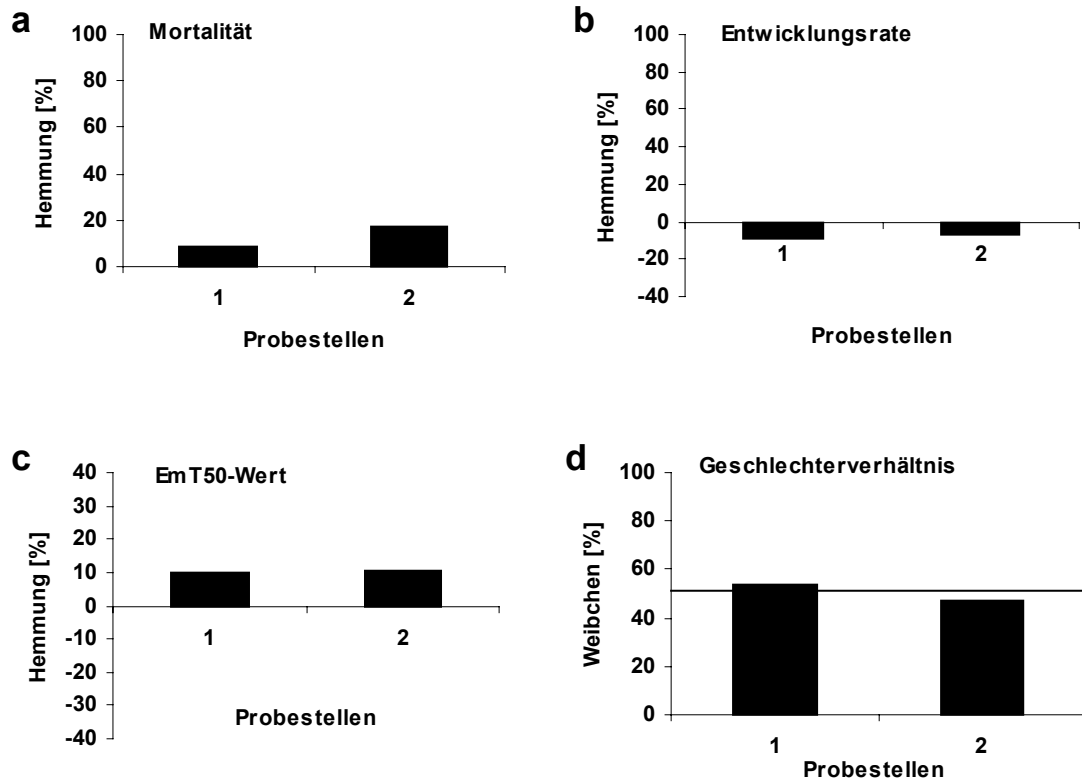 a
Mortalität
100
80
60
40
20
0
Hemmung [%]
1 2
Probestellen
b
Entwicklungsrate
100
80
60
40
20
0
-20
-40
Hemmung [%]
1 2
Probestellen
c
EmT50-Wert
40
30
20
10
0
-10
-20
-30
-40
Hemmung [%]
1 2
Probestellen
d
Geschlechterverhältnis
100
80
60
40
20
0
Weibchen [%]
1 2
Probestellen